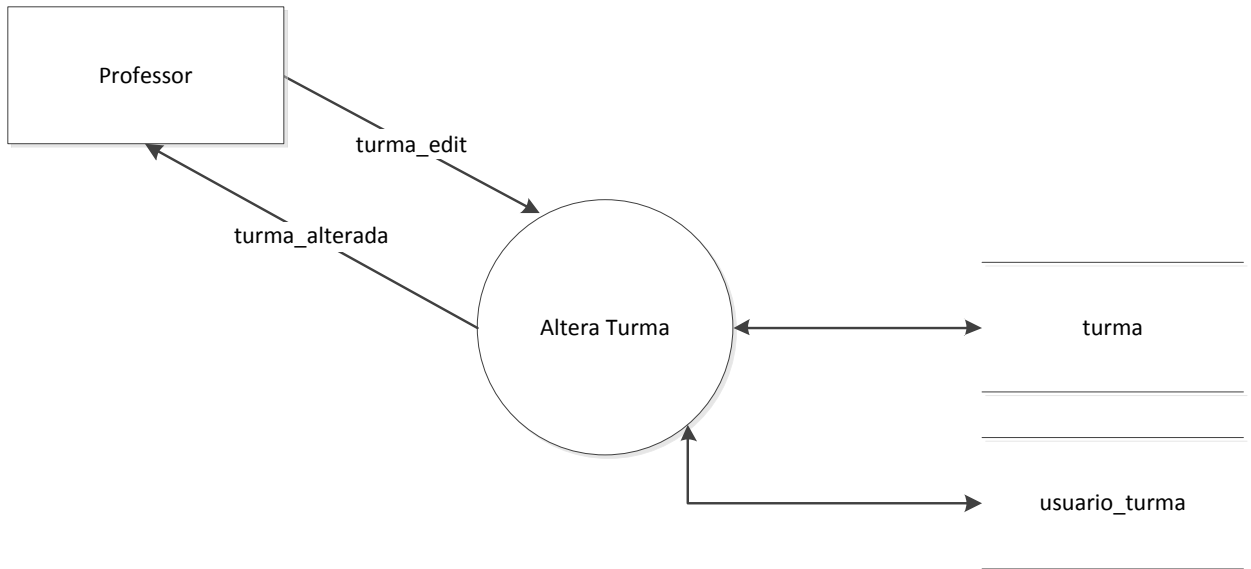 Professor
turma_edit
turma_alterada
Altera Turma
turma
usuario_turma